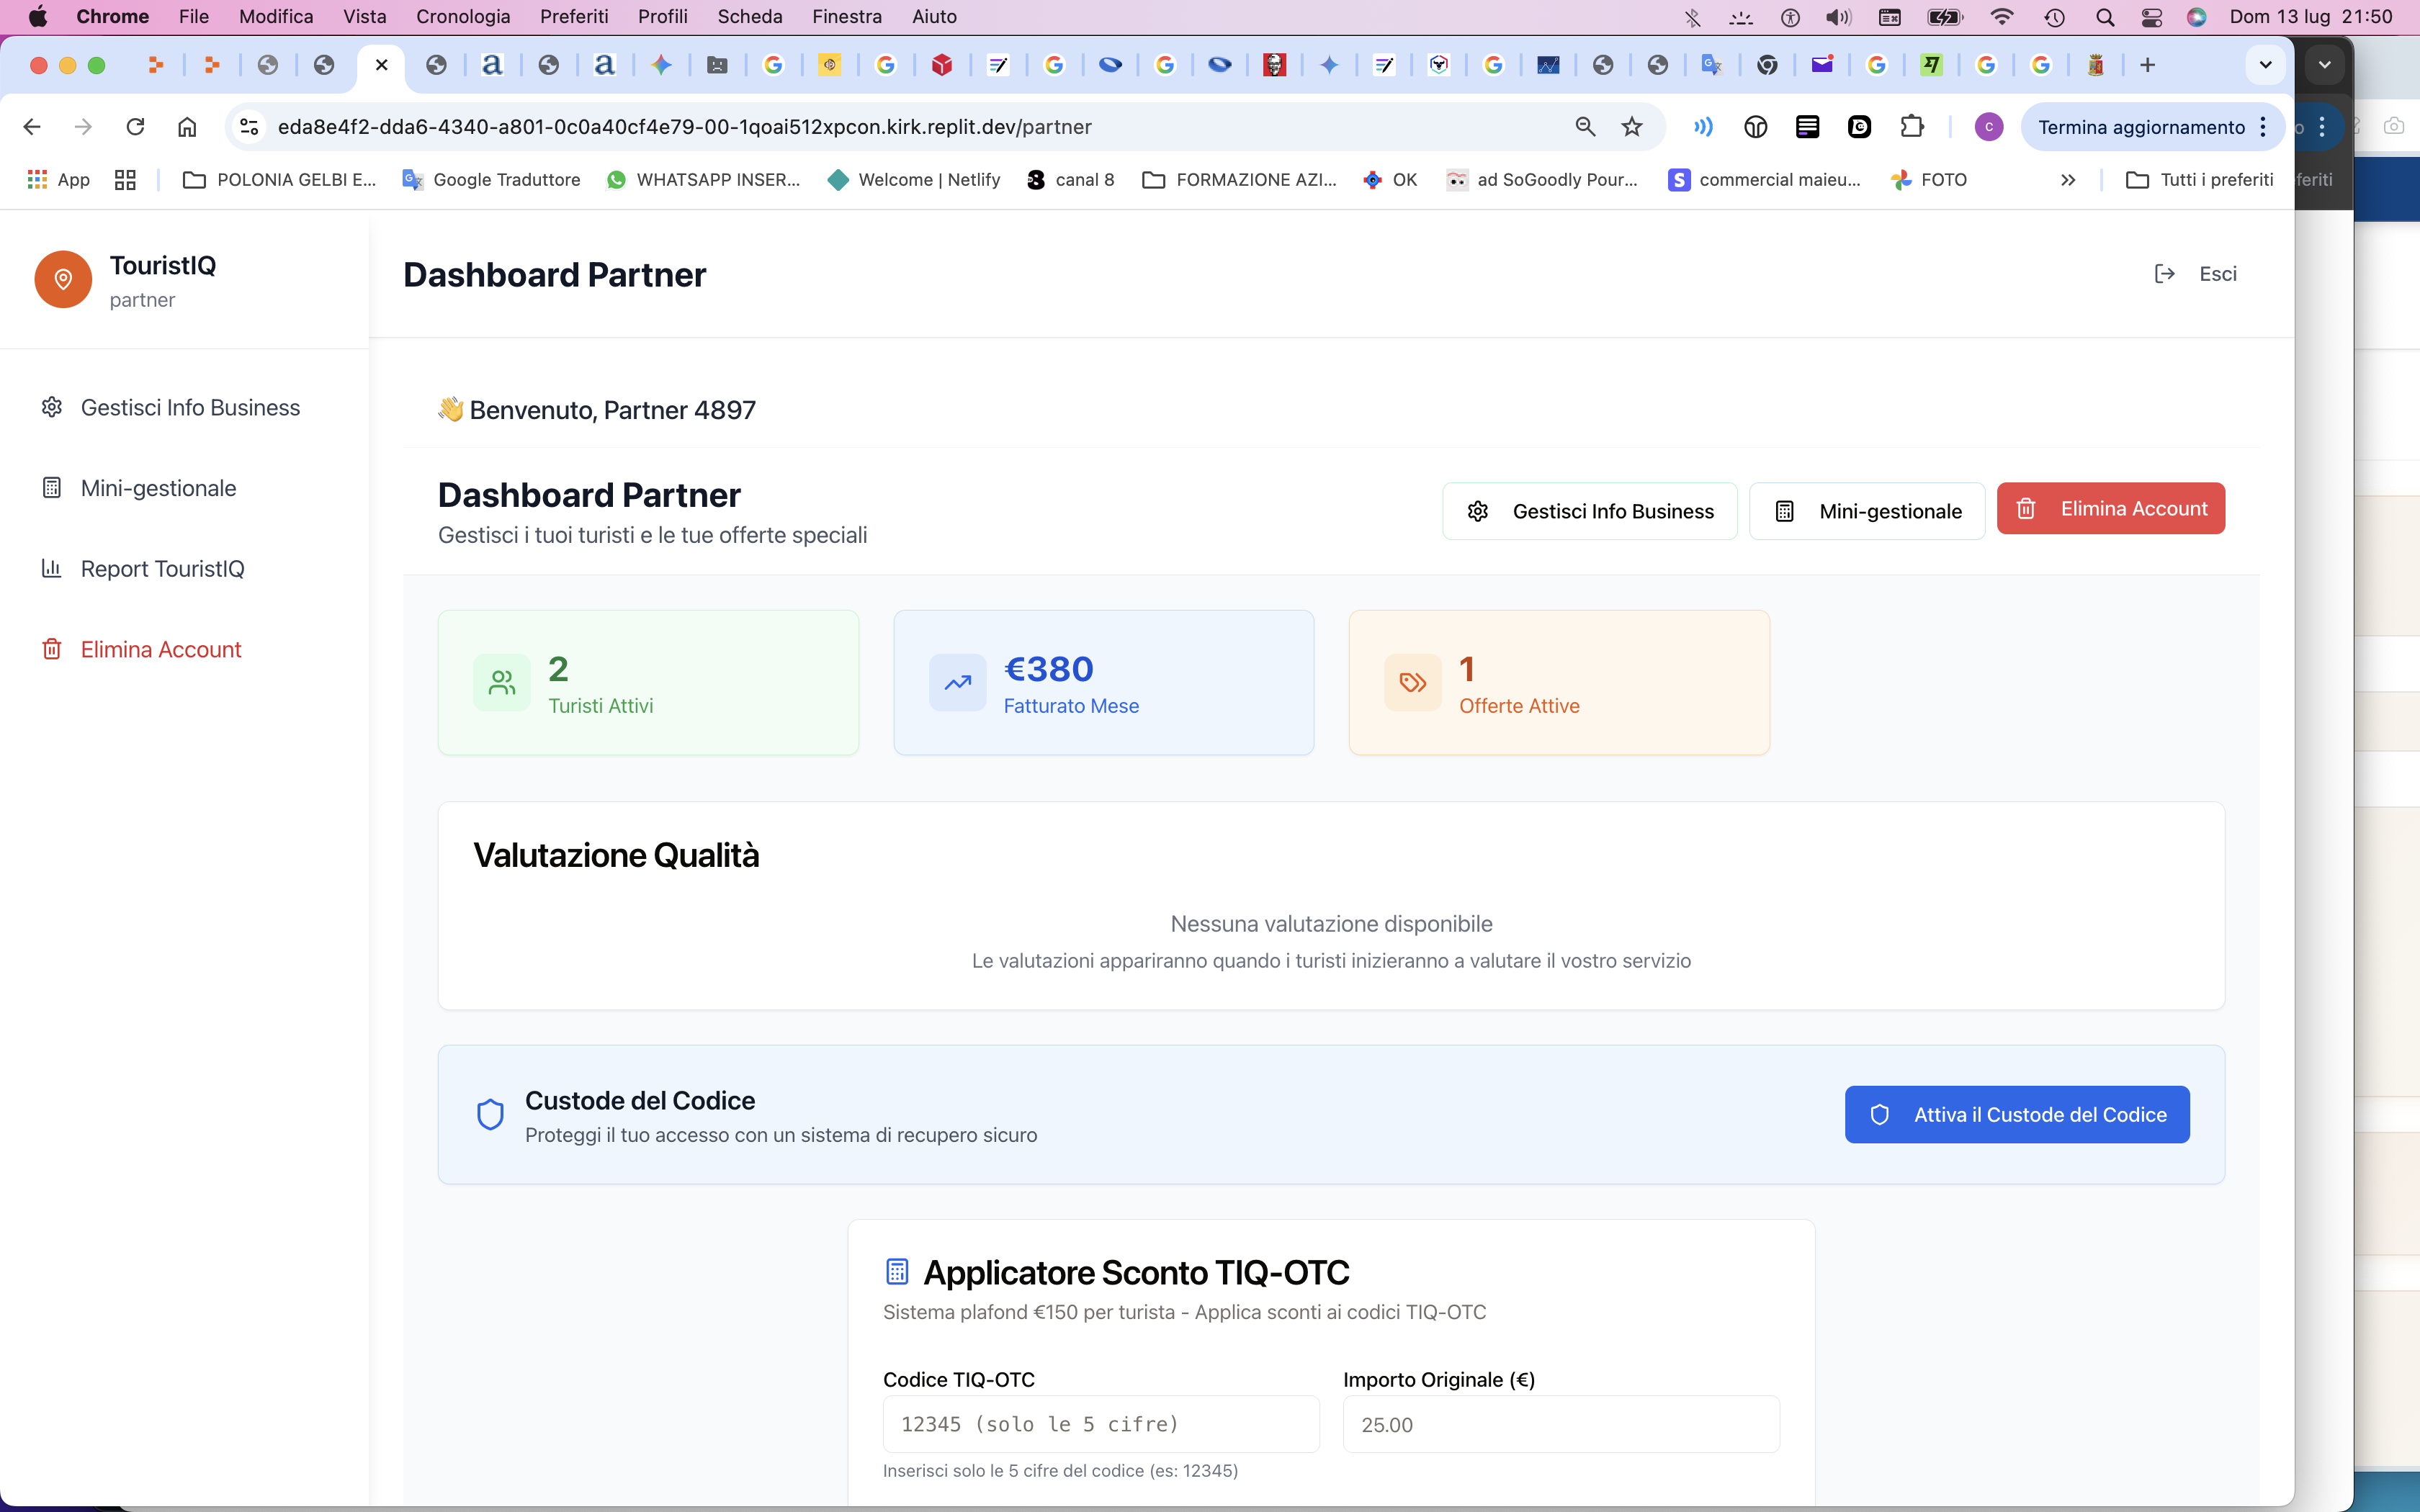 Chrome File Modifica Vista Cronologia Preferiti Profili Scheda Finestra Aiuto Dom 13 lug 21:50
eda8e4f2-dda6-4340-a801-0c0a40cf4e79-00-1qoai512xpcon.kirk.replit.dev/partner
C
Termina aggiornamento
App POLONIA GELBI E... Google Traduttore WHATSAPP INSER... Welcome | Netlify canal 8 FORMAZIONE AZI... OK ad SoGoodly Pour... commercial maieu... FOTO Tutti i preferiti feriti
TouristIQ
partner
Dashboard Partner
Esci
Gestisci Info Business
Mini-gestionale
Report TouristIQ
Elimina Account
👋 Benvenuto, Partner 4897
Dashboard Partner
Gestisci i tuoi turisti e le tue offerte speciali
Gestisci Info Business
Mini-gestionale
Elimina Account
2
Turisti Attivi
€380
Fatturato Mese
1
Offerte Attive
Valutazione Qualità
Nessuna valutazione disponibile
Le valutazioni appariranno quando i turisti inizieranno a valutare il vostro servizio
Custode del Codice
Proteggi il tuo accesso con un sistema di recupero sicuro
Attiva il Custode del Codice
Applicatore Sconto TIQ-OTC
Sistema plafond €150 per turista - Applica sconti ai codici TIQ-OTC
Codice TIQ-OTC
12345 (solo le 5 cifre)
Inserisci solo le 5 cifre del codice (es: 12345)
Importo Originale (€)
25.00